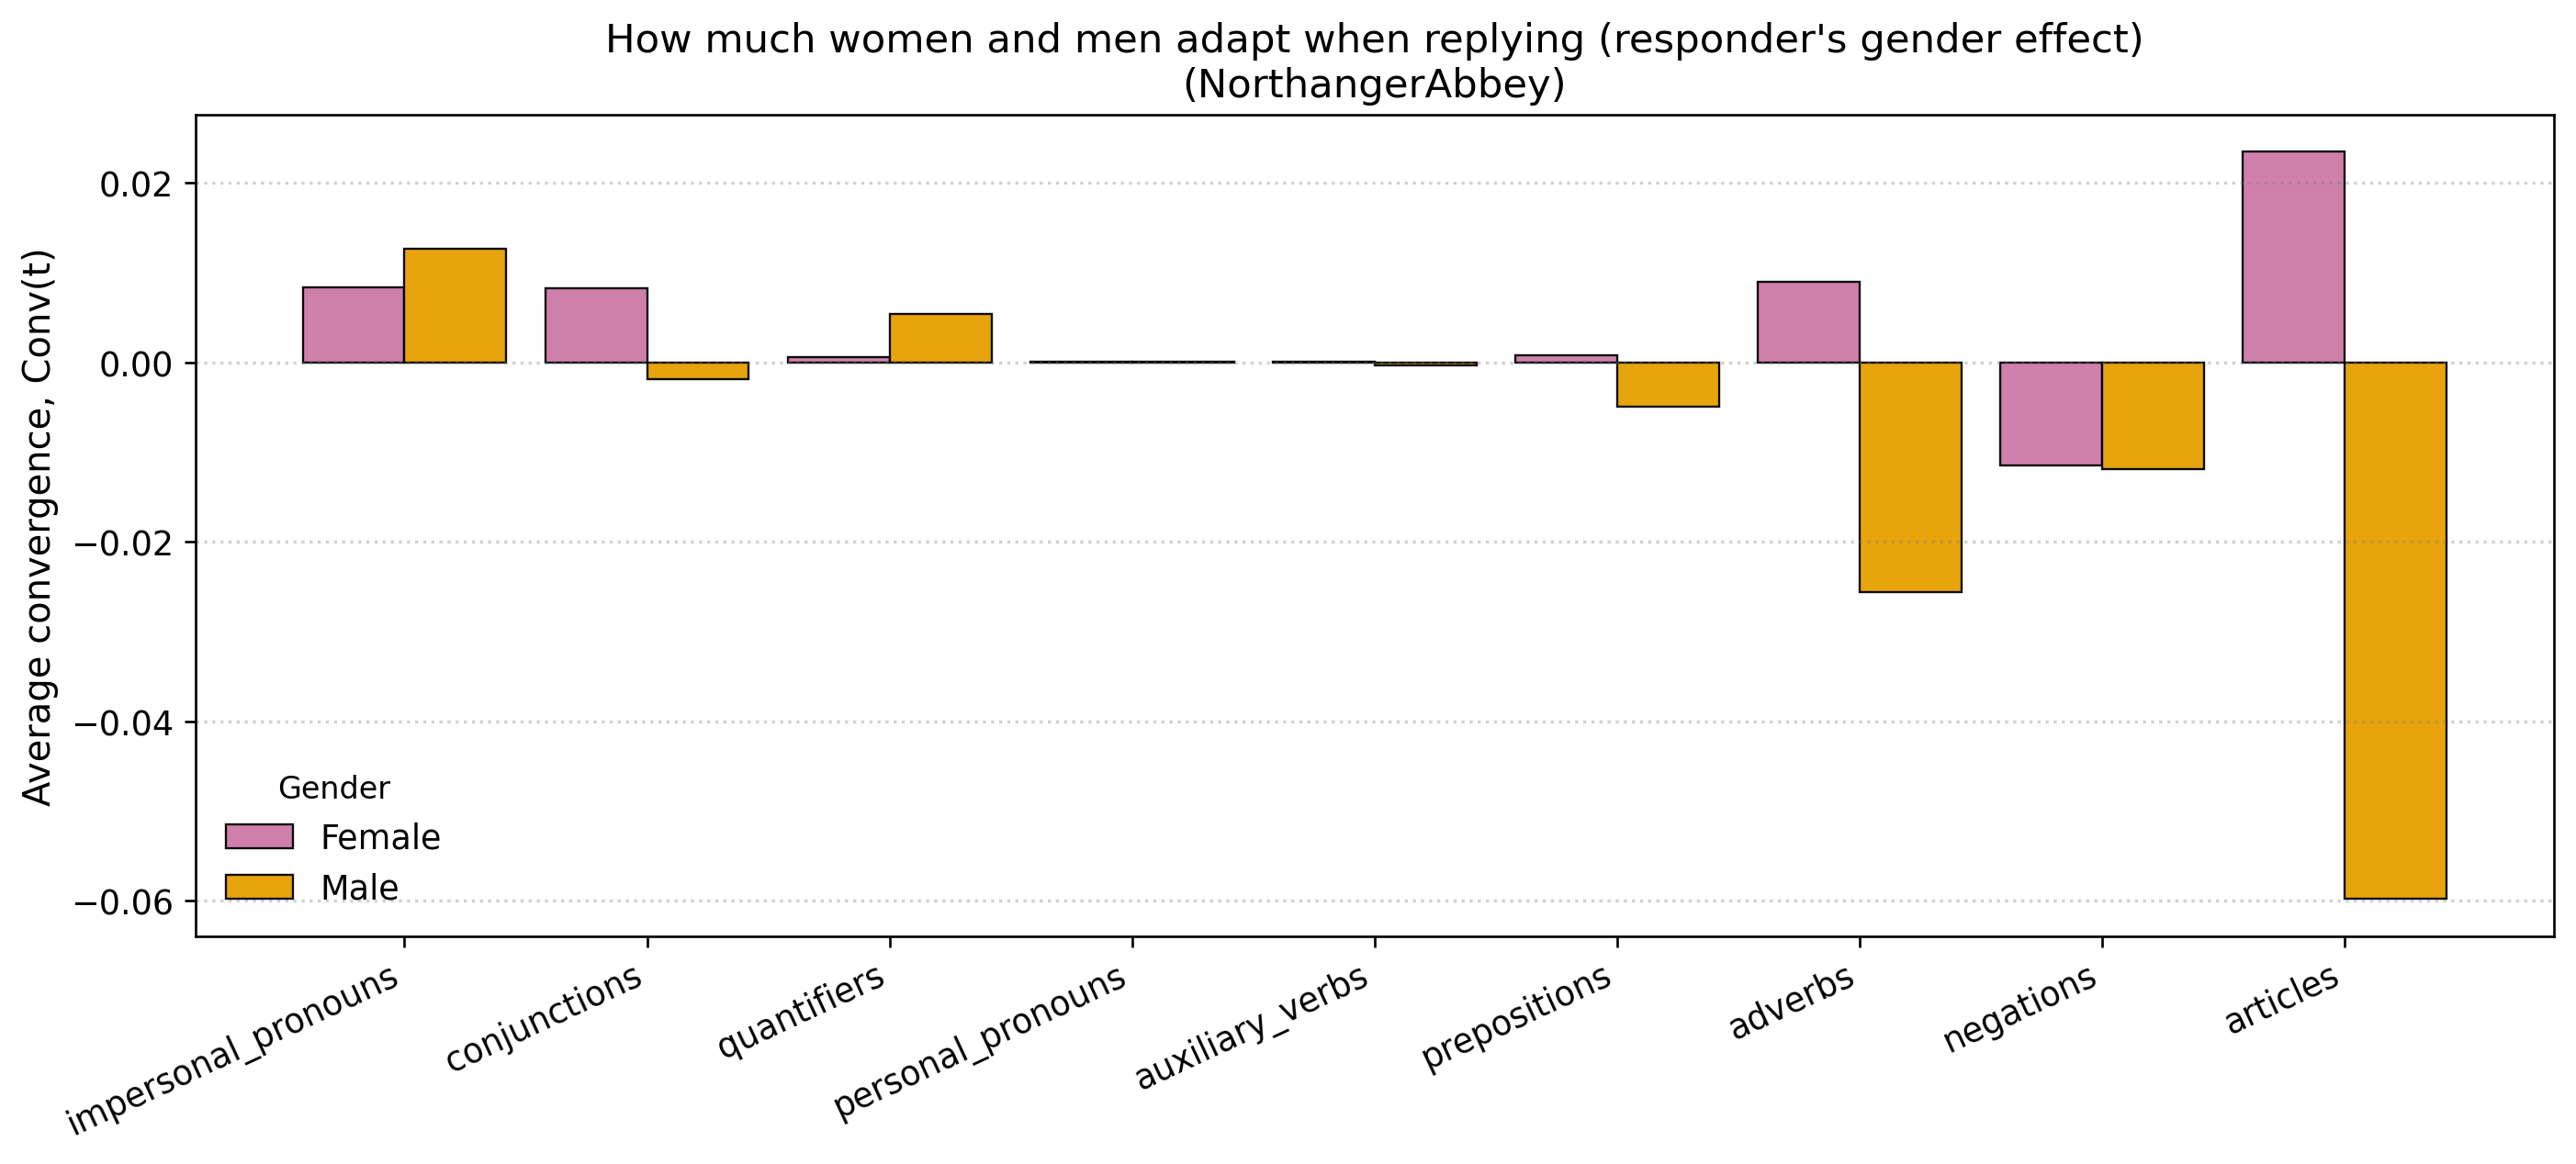 How much women and men adapt when replying (responder's gender effect)
(NorthangerAbbey)
Average convergence, Conv(t)
0.02
0.00
−0.02
−0.04
−0.06
Gender
Female
Male
impersonal_pronouns
conjunctions
quantifiers
personal_pronouns
auxiliary_verbs
prepositions
adverbs
negations
articles